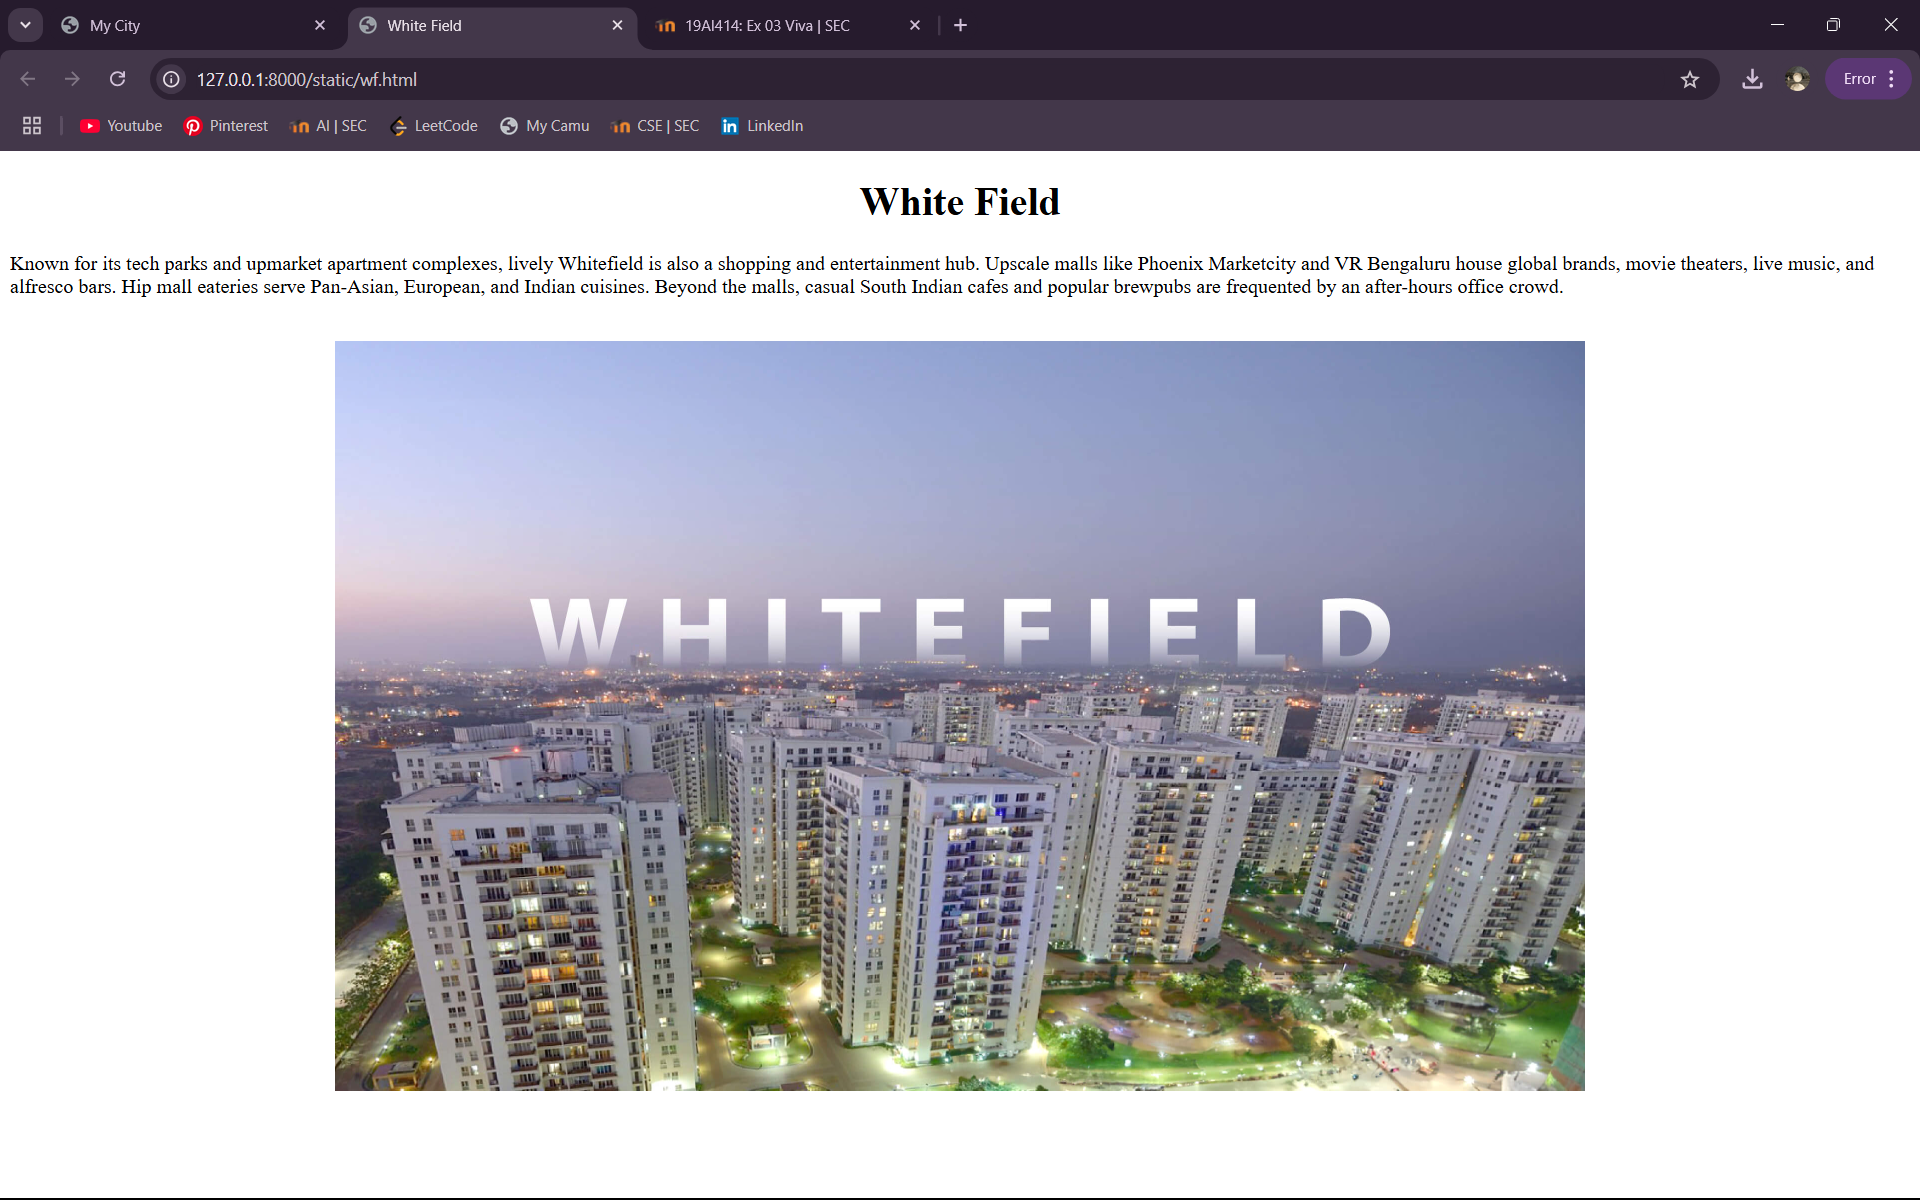 My City
White Field
19AI414: Ex 03 Viva | SEC
127.0.0.1:8000/static/wf.html
Error
Youtube
Pinterest
AI | SEC
LeetCode
My Camu
CSE | SEC
LinkedIn
White Field
Known for its tech parks and upmarket apartment complexes, lively Whitefield is also a shopping and entertainment hub. Upscale malls like Phoenix Marketcity and VR Bengaluru house global brands, movie theaters, live music, and
alfresco bars. Hip mall eateries serve Pan-Asian, European, and Indian cuisines. Beyond the malls, casual South Indian cafes and popular brewpubs are frequented by an after-hours office crowd.
WHITEFIELD